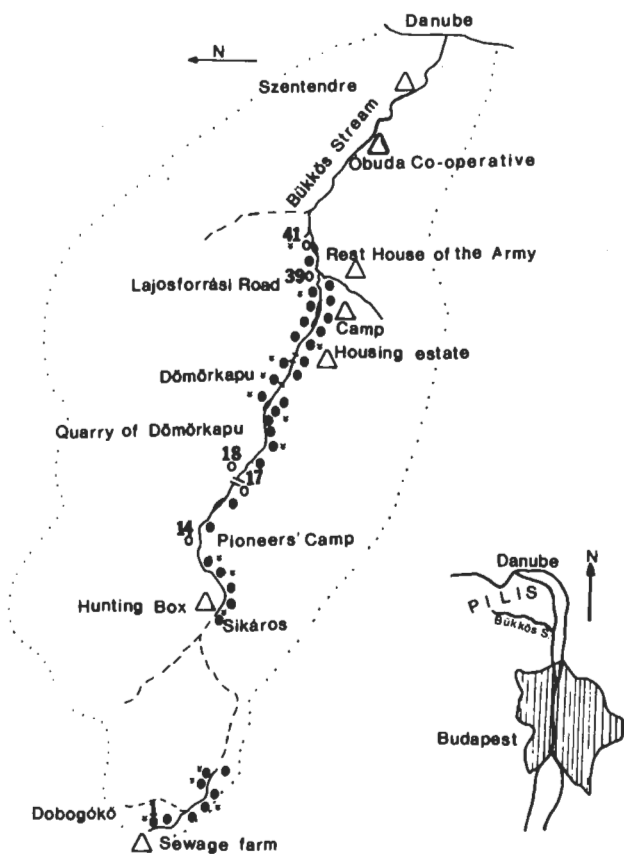 Danube
N
Szentendre
Bükkös Stream
Óbuda Co-operative
41
Rest House of the Army
39
Lajosforrási Road
Camp
Housing estate
Dömörkapu
Quarry of Dömörkapu
18
17
14
Pioneers' Camp
Hunting Box
Sikáros
Dobogókő
1
Sewage farm
Danube
N
PILIS
Bükkös S.
Budapest